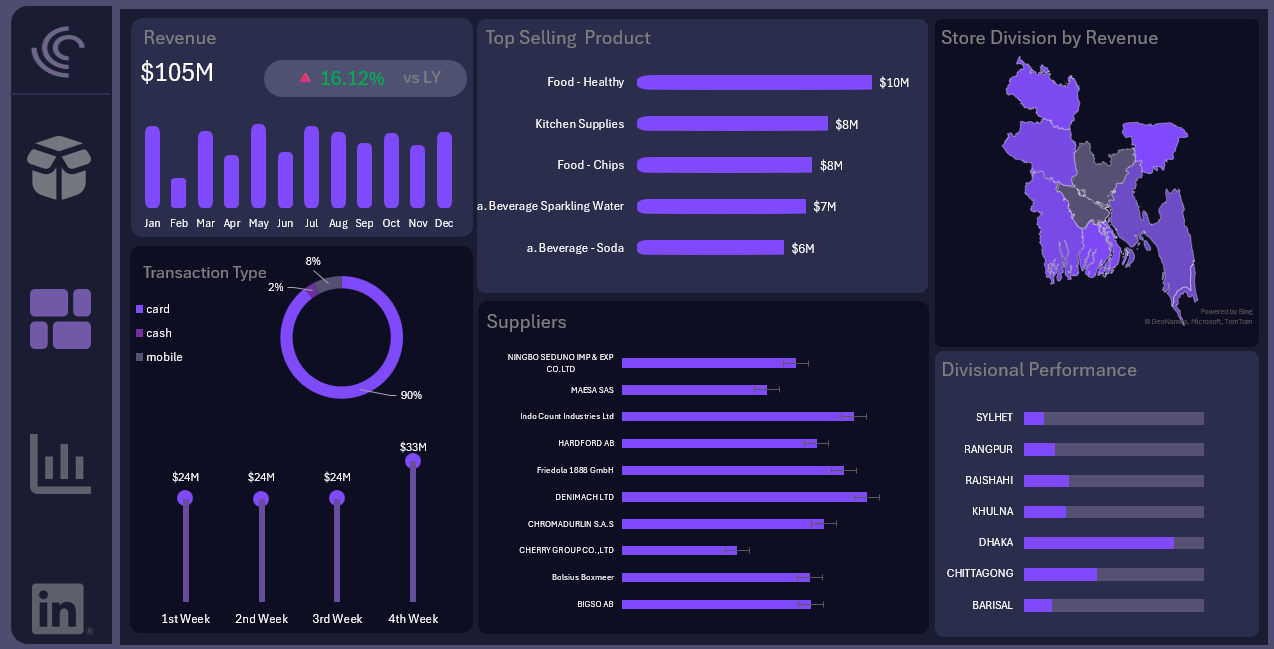 Revenue
$105M
16.12% vs LY
Jan Feb Mar Apr May Jun Jul Aug Sep Oct Nov Dec
Transaction Type
8%
2%
card
cash
mobile
90%
$24M $24M $24M $33M
1st Week 2nd Week 3rd Week 4th Week
Top Selling Product
Food - Healthy $10M
Kitchen Supplies $8M
Food - Chips $8M
a. Beverage Sparkling Water $7M
a. Beverage - Soda $6M
Suppliers
NINGBO SEDUNO IMP & EXP
CO.LTD
MAESA SAS
Indo Count Industries Ltd
HARDFORD AB
Friedola 1888 GmbH
DENIMACH LTD
CHROMADURLIN S.A.S
CHERRY GROUP CO.,LTD
Bolsius Boxmeer
BIGSO AB
Store Division by Revenue
Powered by Bing
© GeoNames, Microsoft, TomTom
Divisional Performance
SYLHET
RANGPUR
RAJSHAHI
KHULNA
DHAKA
CHITTAGONG
BARISAL
in®